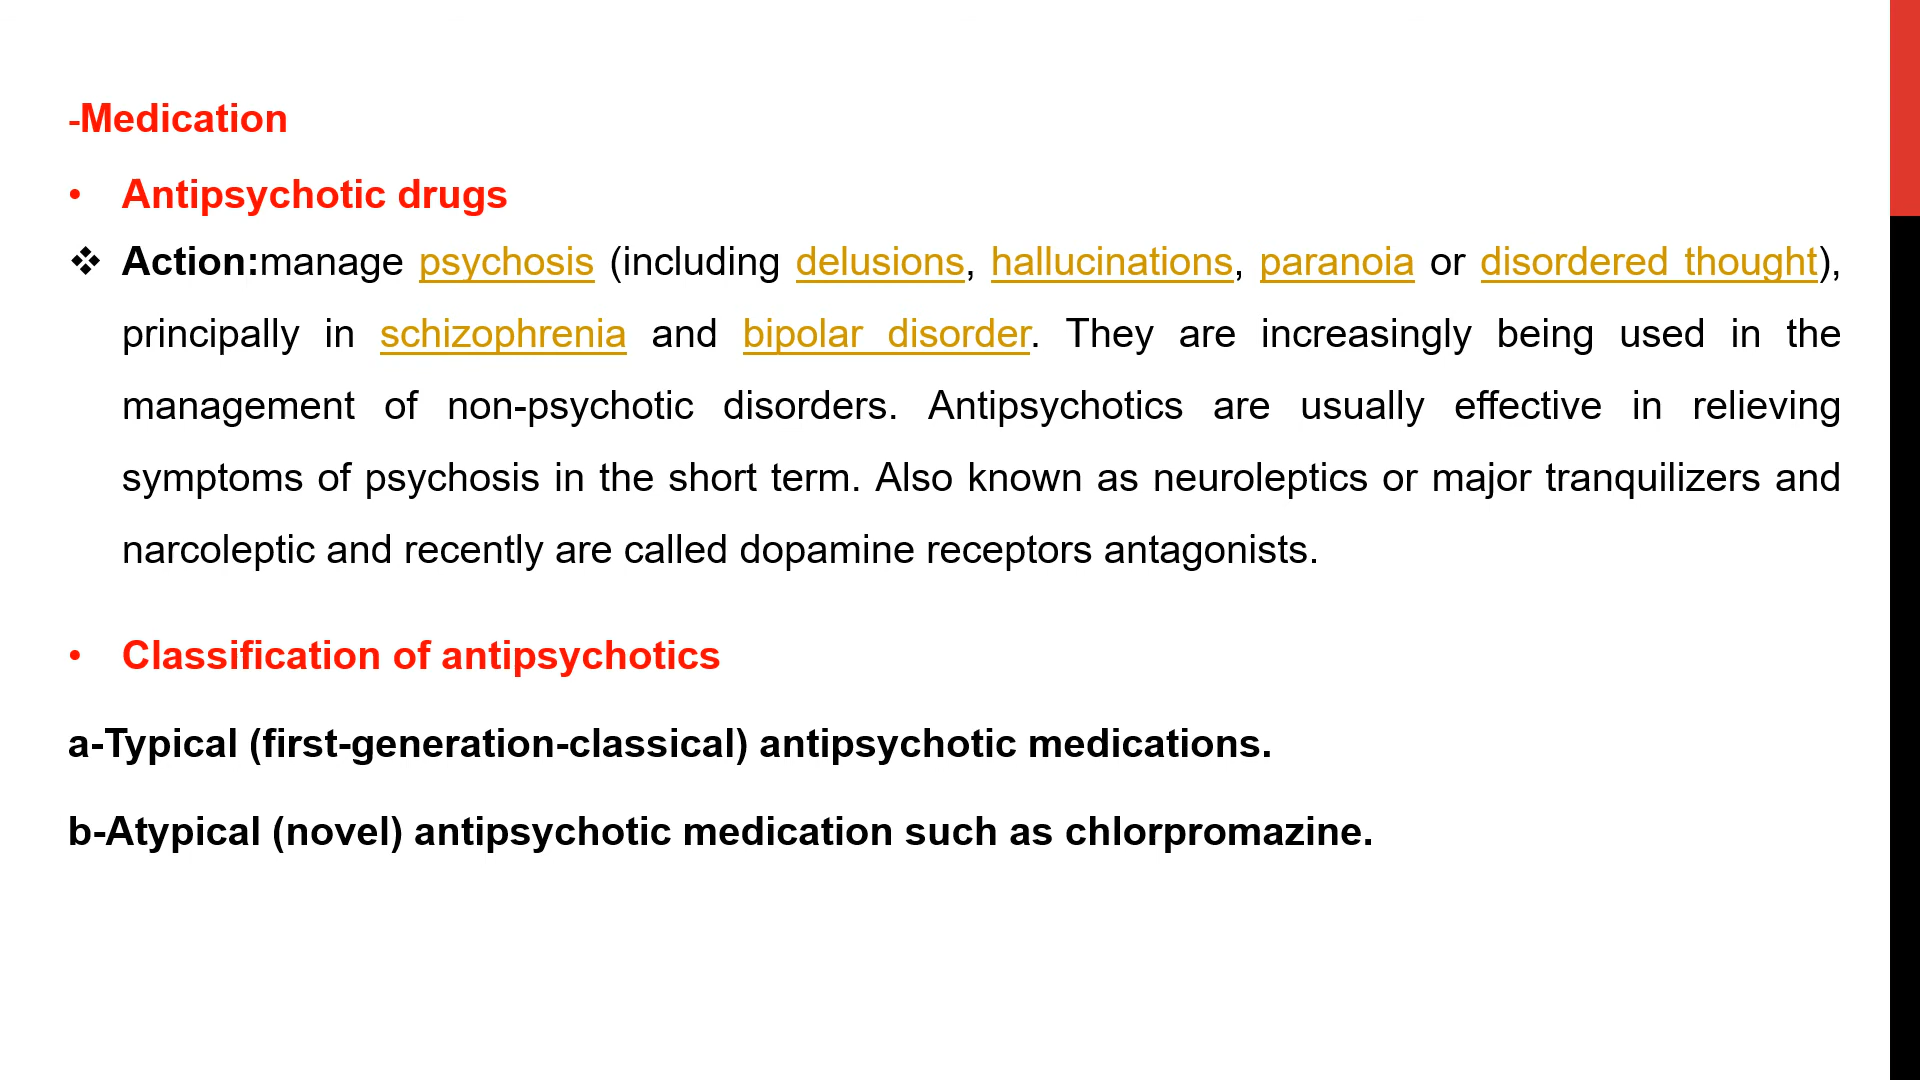 -Medication
• Antipsychotic drugs
❖ Action:manage psychosis (including delusions, hallucinations, paranoia or disordered thought),
principally in schizophrenia and bipolar disorder. They are increasingly being used in the
management of non-psychotic disorders. Antipsychotics are usually effective in relieving
symptoms of psychosis in the short term. Also known as neuroleptics or major tranquilizers and
narcoleptic and recently are called dopamine receptors antagonists.
• Classification of antipsychotics
a-Typical (first-generation-classical) antipsychotic medications.
b-Atypical (novel) antipsychotic medication such as chlorpromazine.